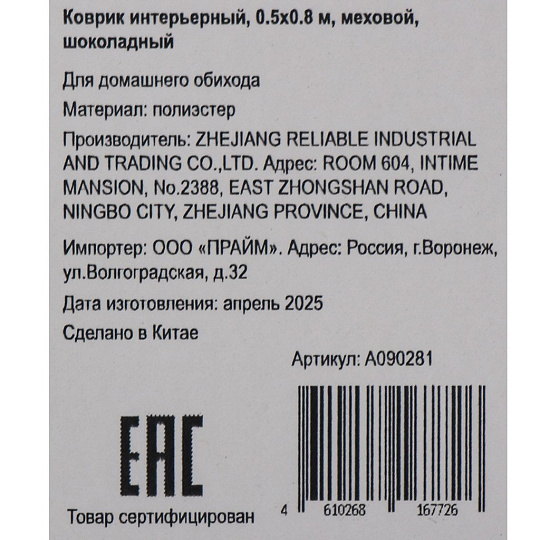 Коврик интерьерный, 0.5x0.8 м, меховой,
шоколадный
Для домашнего обихода
Материал: полиэстер
Производитель: ZHEJIANG RELIABLE INDUSTRIAL
AND TRADING CO.,LTD. Адрес: ROOM 604, INTIME
MANSION, No.2388, EAST ZHONGSHAN ROAD,
NINGBO CITY, ZHEJIANG PROVINCE, CHINA
Импортер: ООО «ПРАЙМ». Адрес: Россия, г.Воронеж,
ул.Волгоградская, д.32
Дата изготовления: апрель 2025
Сделано в Китае
Артикул: A090281
EAC
Товар сертифицирован
4 610268 167726